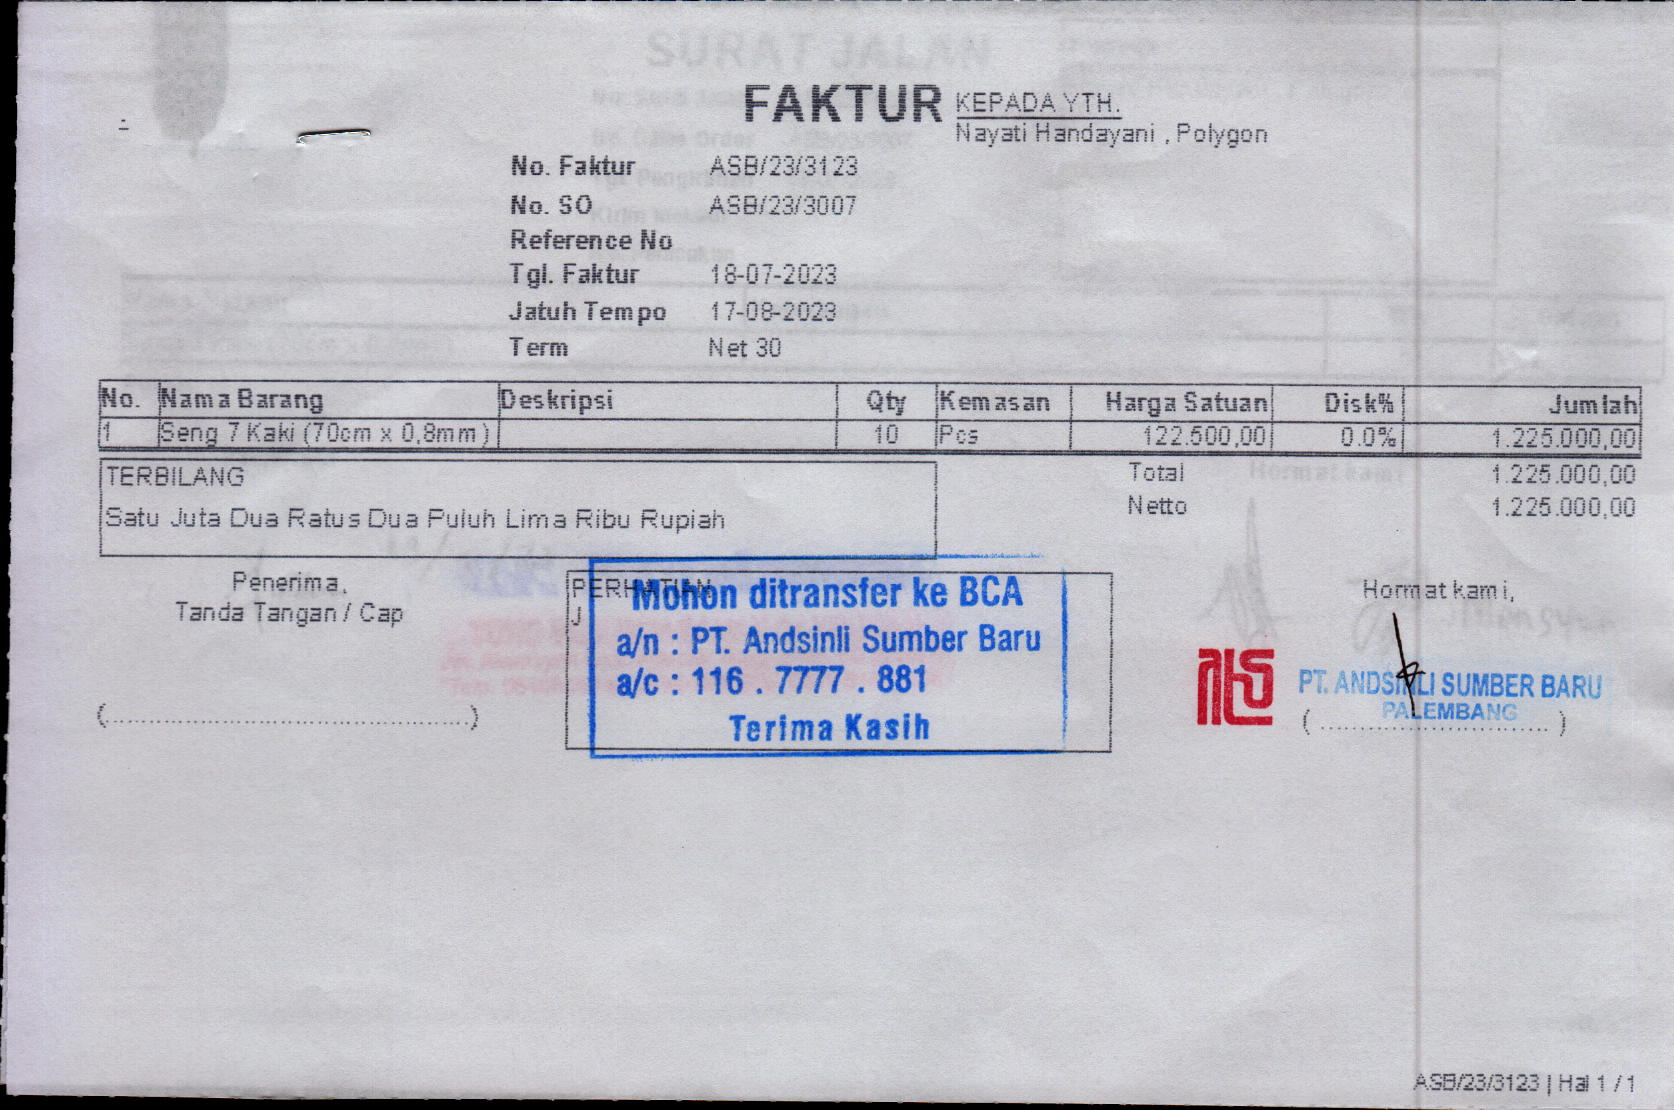 SURAT JALAN
FAKTUR
KEPADA YTH.
Nayati Handayani , Polygon
No. Faktur ASB/23/3123
No. SO ASB/23/3007
Reference No
Tgl. Faktur 18-07-2023
Jatuh Tempo 17-08-2023
Term Net 30
No. Nama Barang Deskripsi Qty Kemasan Harga Satuan Disk% Jumlah
1 Seng 7 Kaki (70cm x 0,8mm) 10 Pcs 122.500,00 0.0% 1.225.000,00
TERBILANG
Satu Juta Dua Ratus Dua Puluh Lima Ribu Rupiah
Total 1.225.000,00
Netto 1.225.000,00
Penerima,
Tanda Tangan / Cap
(........................................)
PERHATIAN
J
Mohon ditransfer ke BCA
a/n : PT. Andsinli Sumber Baru
a/c : 116 . 7777 . 881
Terima Kasih
Hormat kami,
PT. ANDSINLI SUMBER BARU
PALEMBANG
(............................)
ASB/23/3123 | Hal 1 / 1